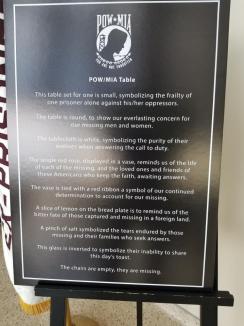 POW★MIA
YOU ARE NOT FORGOTTEN
POW/MIA Table
This table set for one is small, symbolizing the frailty of
one prisoner alone against his/her oppressors.
The table is round, to show our everlasting concern for
our missing men and women.
The tablecloth is white, symbolizing the purity of their
motives when answering the call to duty.
The single red rose, displayed in a vase, reminds us of the life
of each of the missing, and the loved ones and friends of
these Americans who keep the faith, awaiting answers.
The vase is tied with a red ribbon a symbol of our continued
determination to account for our missing.
A slice of lemon on the bread plate is to remind us of the
bitter fate of those captured and missing in a foreign land.
A pinch of salt symbolized the tears endured by those
missing and their families who seek answers.
This glass is inverted to symbolize their inability to share
this day's toast.
The chairs are empty, they are missing.